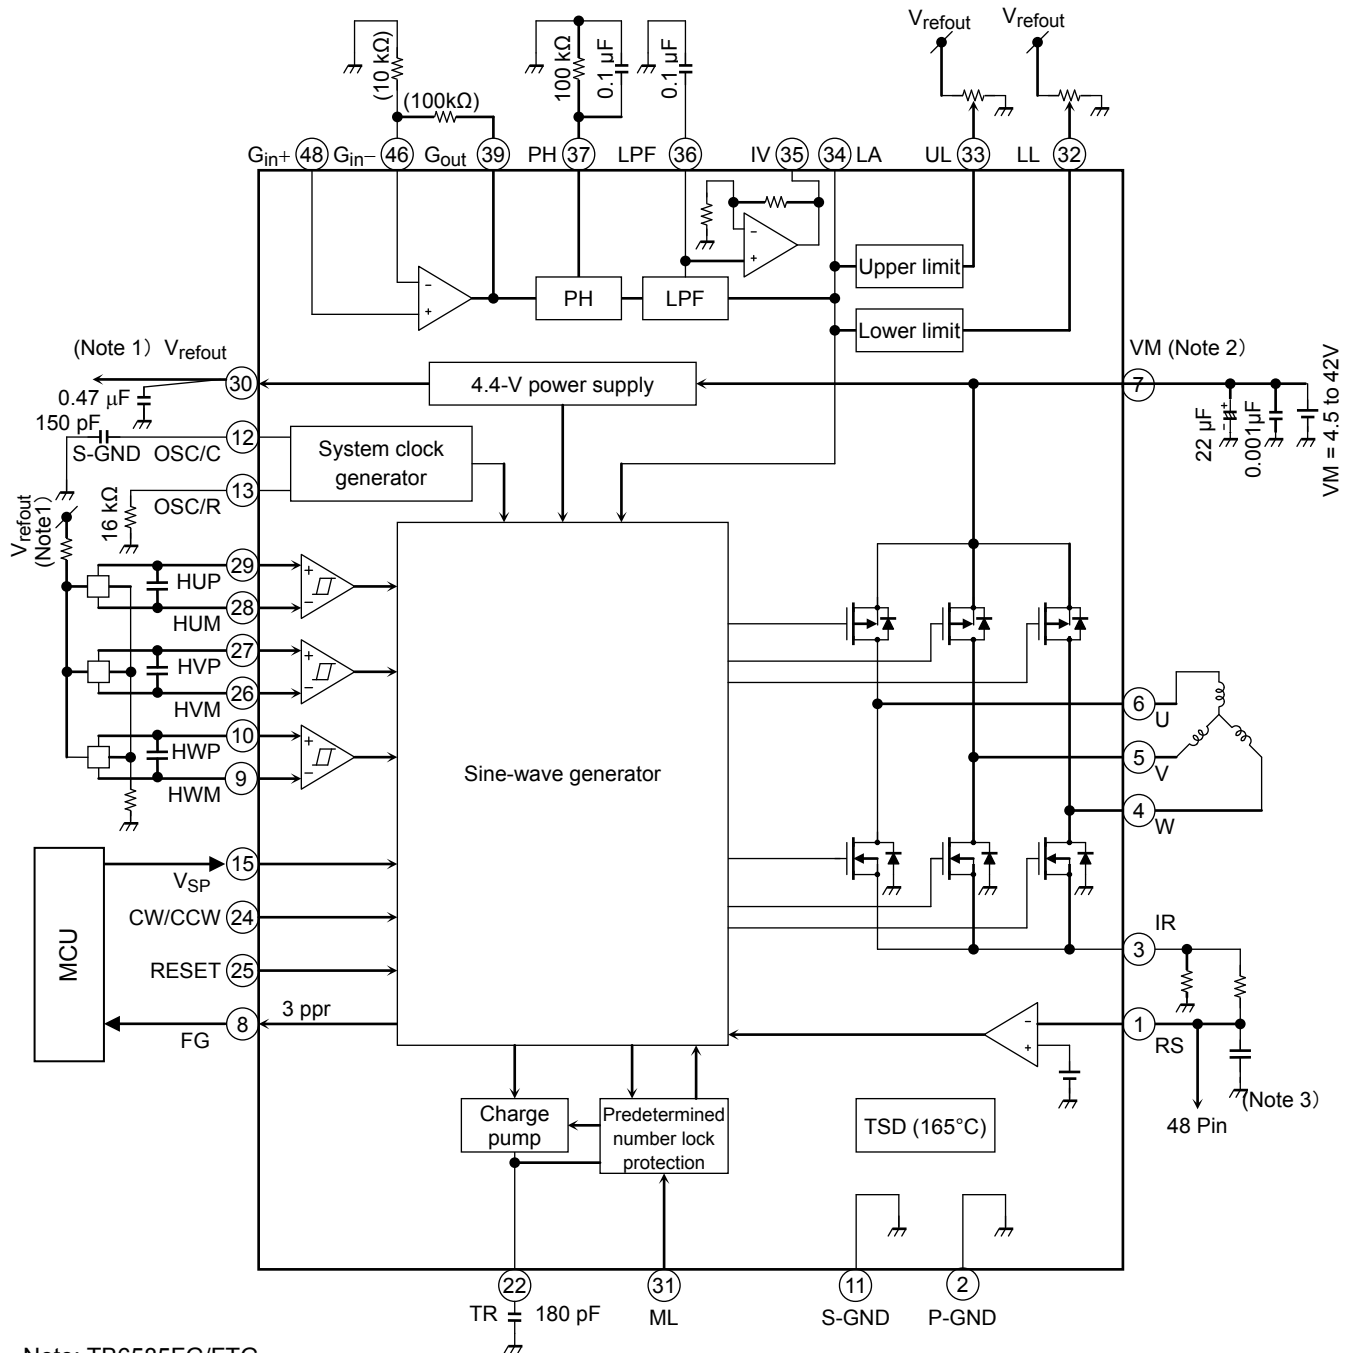 Vrefout
Vrefout
(10 kΩ)
(100kΩ)
100 kΩ
0.1 μF
0.1 μF
Gin+ 48
Gin− 46
Gout 39
PH 37
LPF 36
IV 35
34 LA
UL 33
LL 32
−
+
−
+
PH
LPF
Upper limit
Lower limit
(Note 1) Vrefout
30
0.47 μF
4.4-V power supply
VM (Note 2)
7
22 μF
+
−
0.001μF
VM = 4.5 to 42V
150 pF
S-GND
OSC/C
12
System clock
generator
13
OSC/R
16 kΩ
Vrefout
(Note1)
29
HUP
28
HUM
+
−
27
HVP
26
HVM
+
−
10
HWP
9
HWM
+
−
Sine-wave generator
6
U
5
V
4
W
MCU
15
VSP
CW/CCW 24
RESET 25
8
FG
3 ppr
IR
3
1
RS
−
+
(Note 3)
48 Pin
Charge
pump
Predetermined
number lock
protection
TSD (165°C)
22
TR
180 pF
31
ML
11
S-GND
2
P-GND